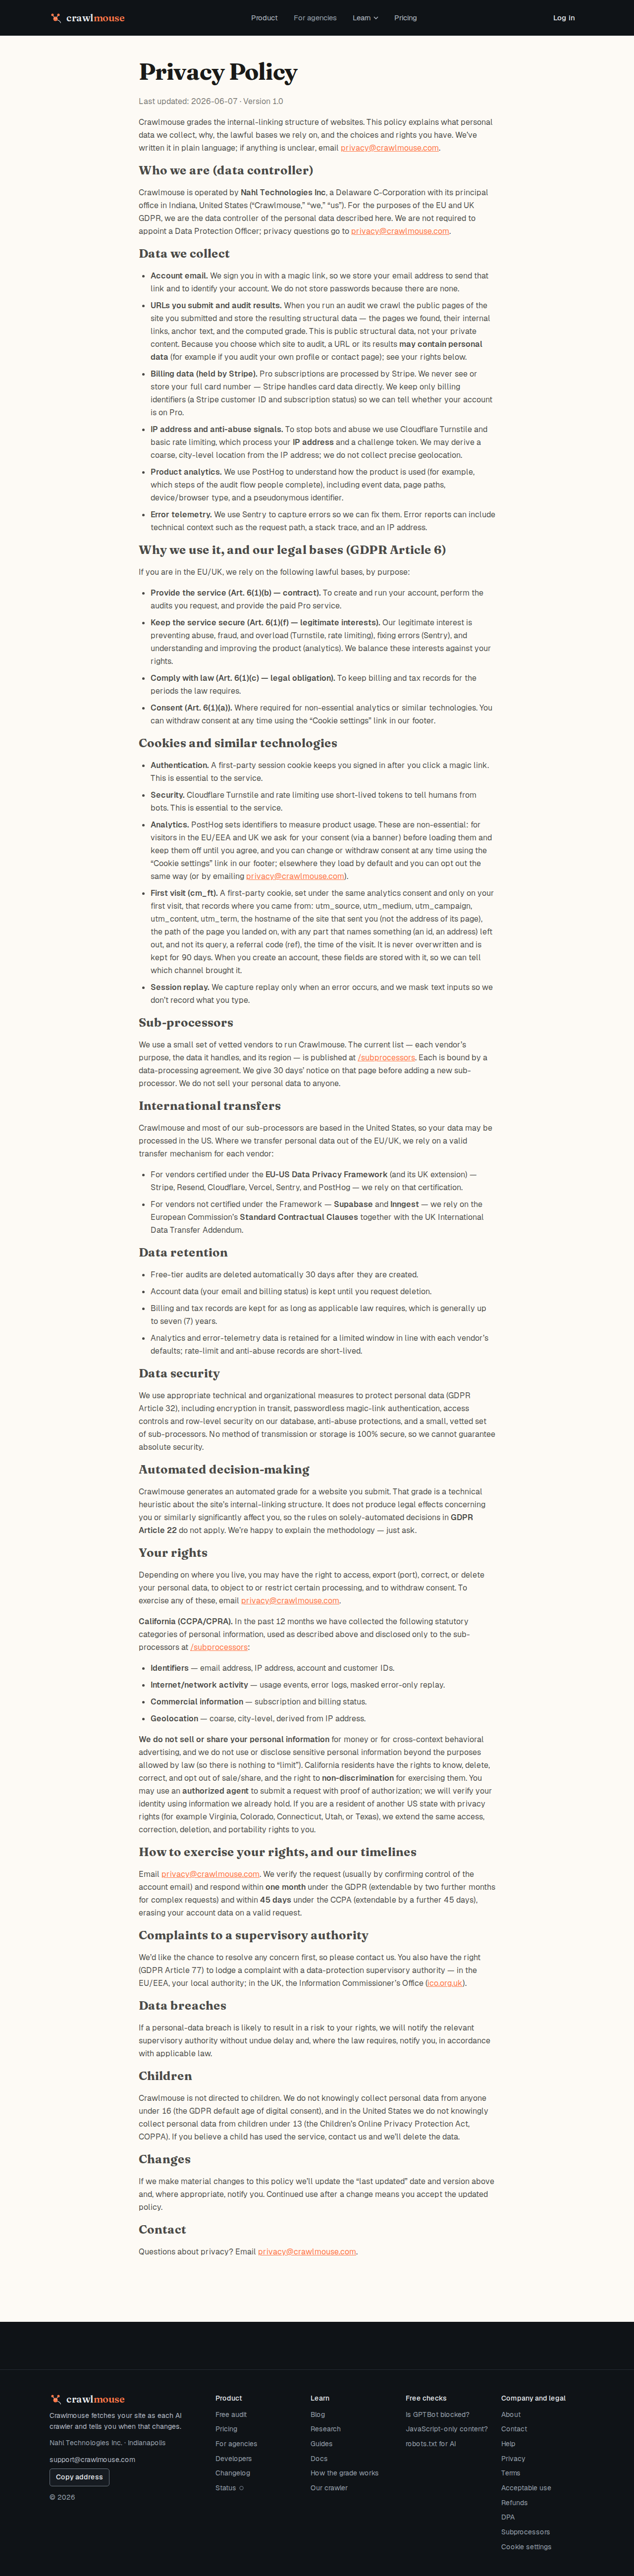 crawlmouse
Product For agencies Learn Pricing
Log in
Privacy Policy
Last updated: 2026-06-07 · Version 1.0
Crawlmouse grades the internal-linking structure of websites. This policy explains what personal
data we collect, why, the lawful bases we rely on, and the choices and rights you have. We've
written it in plain language; if anything is unclear, email privacy@crawlmouse.com.
Who we are (data controller)
Crawlmouse is operated by Nahl Technologies Inc, a Delaware C-Corporation with its principal
office in Indiana, United States (“Crawlmouse,” “we,” “us”). For the purposes of the EU and UK
GDPR, we are the data controller of the personal data described here. We are not required to
appoint a Data Protection Officer; privacy questions go to privacy@crawlmouse.com.
Data we collect
• Account email. We sign you in with a magic link, so we store your email address to send that
link and to identify your account. We do not store passwords because there are none.
• URLs you submit and audit results. When you run an audit we crawl the public pages of the
site you submitted and store the resulting structural data — the pages we found, their internal
links, anchor text, and the computed grade. This is public structural data, not your private
content. Because you choose which site to audit, a URL or its results may contain personal
data (for example if you audit your own profile or contact page); see your rights below.
• Billing data (held by Stripe). Pro subscriptions are processed by Stripe. We never see or
store your full card number — Stripe handles card data directly. We keep only billing
identifiers (a Stripe customer ID and subscription status) so we can tell whether your account
is on Pro.
• IP address and anti-abuse signals. To stop bots and abuse we use Cloudflare Turnstile and
basic rate limiting, which process your IP address and a challenge token. We may derive a
coarse, city-level location from the IP address; we do not collect precise geolocation.
• Product analytics. We use PostHog to understand how the product is used (for example,
which steps of the audit flow people complete), including event data, page paths,
device/browser type, and a pseudonymous identifier.
• Error telemetry. We use Sentry to capture errors so we can fix them. Error reports can include
technical context such as the request path, a stack trace, and an IP address.
Why we use it, and our legal bases (GDPR Article 6)
If you are in the EU/UK, we rely on the following lawful bases, by purpose:
• Provide the service (Art. 6(1)(b) — contract). To create and run your account, perform the
audits you request, and provide the paid Pro service.
• Keep the service secure (Art. 6(1)(f) — legitimate interests). Our legitimate interest is
preventing abuse, fraud, and overload (Turnstile, rate limiting), fixing errors (Sentry), and
understanding and improving the product (analytics). We balance these interests against your
rights.
• Comply with law (Art. 6(1)(c) — legal obligation). To keep billing and tax records for the
periods the law requires.
• Consent (Art. 6(1)(a)). Where required for non-essential analytics or similar technologies. You
can withdraw consent at any time using the “Cookie settings” link in our footer.
Cookies and similar technologies
• Authentication. A first-party session cookie keeps you signed in after you click a magic link.
This is essential to the service.
• Security. Cloudflare Turnstile and rate limiting use short-lived tokens to tell humans from
bots. This is essential to the service.
• Analytics. PostHog sets identifiers to measure product usage. These are non-essential: for
visitors in the EU/EEA and UK we ask for your consent (via a banner) before loading them and
keep them off until you agree, and you can change or withdraw consent at any time using the
“Cookie settings” link in our footer; elsewhere they load by default and you can opt out the
same way (or by emailing privacy@crawlmouse.com).
• First visit (cm_ft). A first-party cookie, set under the same analytics consent and only on your
first visit, that records where you came from: utm_source, utm_medium, utm_campaign,
utm_content, utm_term, the hostname of the site that sent you (not the address of its page),
the path of the page you landed on, with any part that names something (an id, an address) left
out, and not its query, a referral code (ref), the time of the visit. It is never overwritten and is
kept for 90 days. When you create an account, these fields are stored with it, so we can tell
which channel brought it.
• Session replay. We capture replay only when an error occurs, and we mask text inputs so we
don't record what you type.
Sub-processors
We use a small set of vetted vendors to run Crawlmouse. The current list — each vendor's
purpose, the data it handles, and its region — is published at /subprocessors. Each is bound by a
data-processing agreement. We give 30 days' notice on that page before adding a new sub-
processor. We do not sell your personal data to anyone.
International transfers
Crawlmouse and most of our sub-processors are based in the United States, so your data may be
processed in the US. Where we transfer personal data out of the EU/UK, we rely on a valid
transfer mechanism for each vendor:
• For vendors certified under the EU-US Data Privacy Framework (and its UK extension) —
Stripe, Resend, Cloudflare, Vercel, Sentry, and PostHog — we rely on that certification.
• For vendors not certified under the Framework — Supabase and Inngest — we rely on the
European Commission's Standard Contractual Clauses together with the UK International
Data Transfer Addendum.
Data retention
• Free-tier audits are deleted automatically 30 days after they are created.
• Account data (your email and billing status) is kept until you request deletion.
• Billing and tax records are kept for as long as applicable law requires, which is generally up
to seven (7) years.
• Analytics and error-telemetry data is retained for a limited window in line with each vendor's
defaults; rate-limit and anti-abuse records are short-lived.
Data security
We use appropriate technical and organizational measures to protect personal data (GDPR
Article 32), including encryption in transit, passwordless magic-link authentication, access
controls and row-level security on our database, anti-abuse protections, and a small, vetted set
of sub-processors. No method of transmission or storage is 100% secure, so we cannot guarantee
absolute security.
Automated decision-making
Crawlmouse generates an automated grade for a website you submit. That grade is a technical
heuristic about the site's internal-linking structure. It does not produce legal effects concerning
you or similarly significantly affect you, so the rules on solely-automated decisions in GDPR
Article 22 do not apply. We're happy to explain the methodology — just ask.
Your rights
Depending on where you live, you may have the right to access, export (port), correct, or delete
your personal data, to object to or restrict certain processing, and to withdraw consent. To
exercise any of these, email privacy@crawlmouse.com.
California (CCPA/CPRA). In the past 12 months we have collected the following statutory
categories of personal information, used as described above and disclosed only to the sub-
processors at /subprocessors:
• Identifiers — email address, IP address, account and customer IDs.
• Internet/network activity — usage events, error logs, masked error-only replay.
• Commercial information — subscription and billing status.
• Geolocation — coarse, city-level, derived from IP address.
We do not sell or share your personal information for money or for cross-context behavioral
advertising, and we do not use or disclose sensitive personal information beyond the purposes
allowed by law (so there is nothing to “limit”). California residents have the rights to know, delete,
correct, and opt out of sale/share, and the right to non-discrimination for exercising them. You
may use an authorized agent to submit a request with proof of authorization; we will verify your
identity using information we already hold. If you are a resident of another US state with privacy
rights (for example Virginia, Colorado, Connecticut, Utah, or Texas), we extend the same access,
correction, deletion, and portability rights to you.
How to exercise your rights, and our timelines
Email privacy@crawlmouse.com. We verify the request (usually by confirming control of the
account email) and respond within one month under the GDPR (extendable by two further months
for complex requests) and within 45 days under the CCPA (extendable by a further 45 days),
erasing your account data on a valid request.
Complaints to a supervisory authority
We'd like the chance to resolve any concern first, so please contact us. You also have the right
(GDPR Article 77) to lodge a complaint with a data-protection supervisory authority — in the
EU/EEA, your local authority; in the UK, the Information Commissioner's Office (ico.org.uk).
Data breaches
If a personal-data breach is likely to result in a risk to your rights, we will notify the relevant
supervisory authority without undue delay and, where the law requires, notify you, in accordance
with applicable law.
Children
Crawlmouse is not directed to children. We do not knowingly collect personal data from anyone
under 16 (the GDPR default age of digital consent), and in the United States we do not knowingly
collect personal data from children under 13 (the Children's Online Privacy Protection Act,
COPPA). If you believe a child has used the service, contact us and we'll delete the data.
Changes
If we make material changes to this policy we'll update the “last updated” date and version above
and, where appropriate, notify you. Continued use after a change means you accept the updated
policy.
Contact
Questions about privacy? Email privacy@crawlmouse.com.
crawlmouse
Crawlmouse fetches your site as each AI
crawler and tells you when that changes.
Nahl Technologies Inc. · Indianapolis
support@crawlmouse.com
Copy address
© 2026
Product
Free audit
Pricing
For agencies
Developers
Changelog
Status
Learn
Blog
Research
Guides
Docs
How the grade works
Our crawler
Free checks
Is GPTBot blocked?
JavaScript-only content?
robots.txt for AI
Company and legal
About
Contact
Help
Privacy
Terms
Acceptable use
Refunds
DPA
Subprocessors
Cookie settings